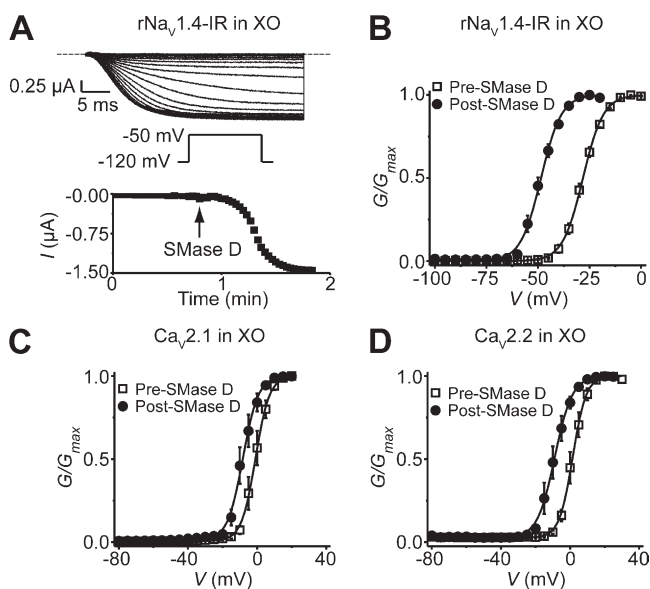 A
rNaV1.4-IR in XO
0.25 µA
5 ms
-50 mV
-120 mV
-0.00
-0.75
-1.50
I (µA)
SMase D
0
1
2
Time (min)
B
rNaV1.4-IR in XO
Pre-SMase D
Post-SMase D
1.0
0.5
0.0
G/Gmax
-100
-75
-50
-25
0
V (mV)
C
CaV2.1 in XO
Pre-SMase D
Post-SMase D
1.0
0.5
0.0
G/Gmax
-80
-40
0
40
V (mV)
D
CaV2.2 in XO
Pre-SMase D
Post-SMase D
1.0
0.5
0.0
G/Gmax
-80
-40
0
40
V (mV)